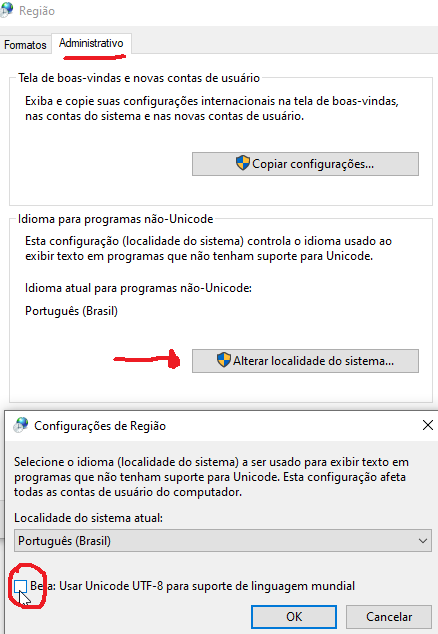 Região
Formatos
Administrativo
Tela de boas-vindas e novas contas de usuário
Exiba e copie suas configurações internacionais na tela de boas-vindas,
nas contas do sistema e nas novas contas de usuário.
Copiar configurações...
Idioma para programas não-Unicode
Esta configuração (localidade do sistema) controla o idioma usado ao
exibir texto em programas que não tenham suporte para Unicode.
Idioma atual para programas não-Unicode:
Português (Brasil)
Alterar localidade do sistema...
Configurações de Região
Selecione o idioma (localidade do sistema) a ser usado para exibir texto em
programas que não tenham suporte para Unicode. Esta configuração afeta
todas as contas de usuário do computador.
Localidade do sistema atual:
Português (Brasil)
Beta: Usar Unicode UTF-8 para suporte de linguagem mundial
OK
Cancelar